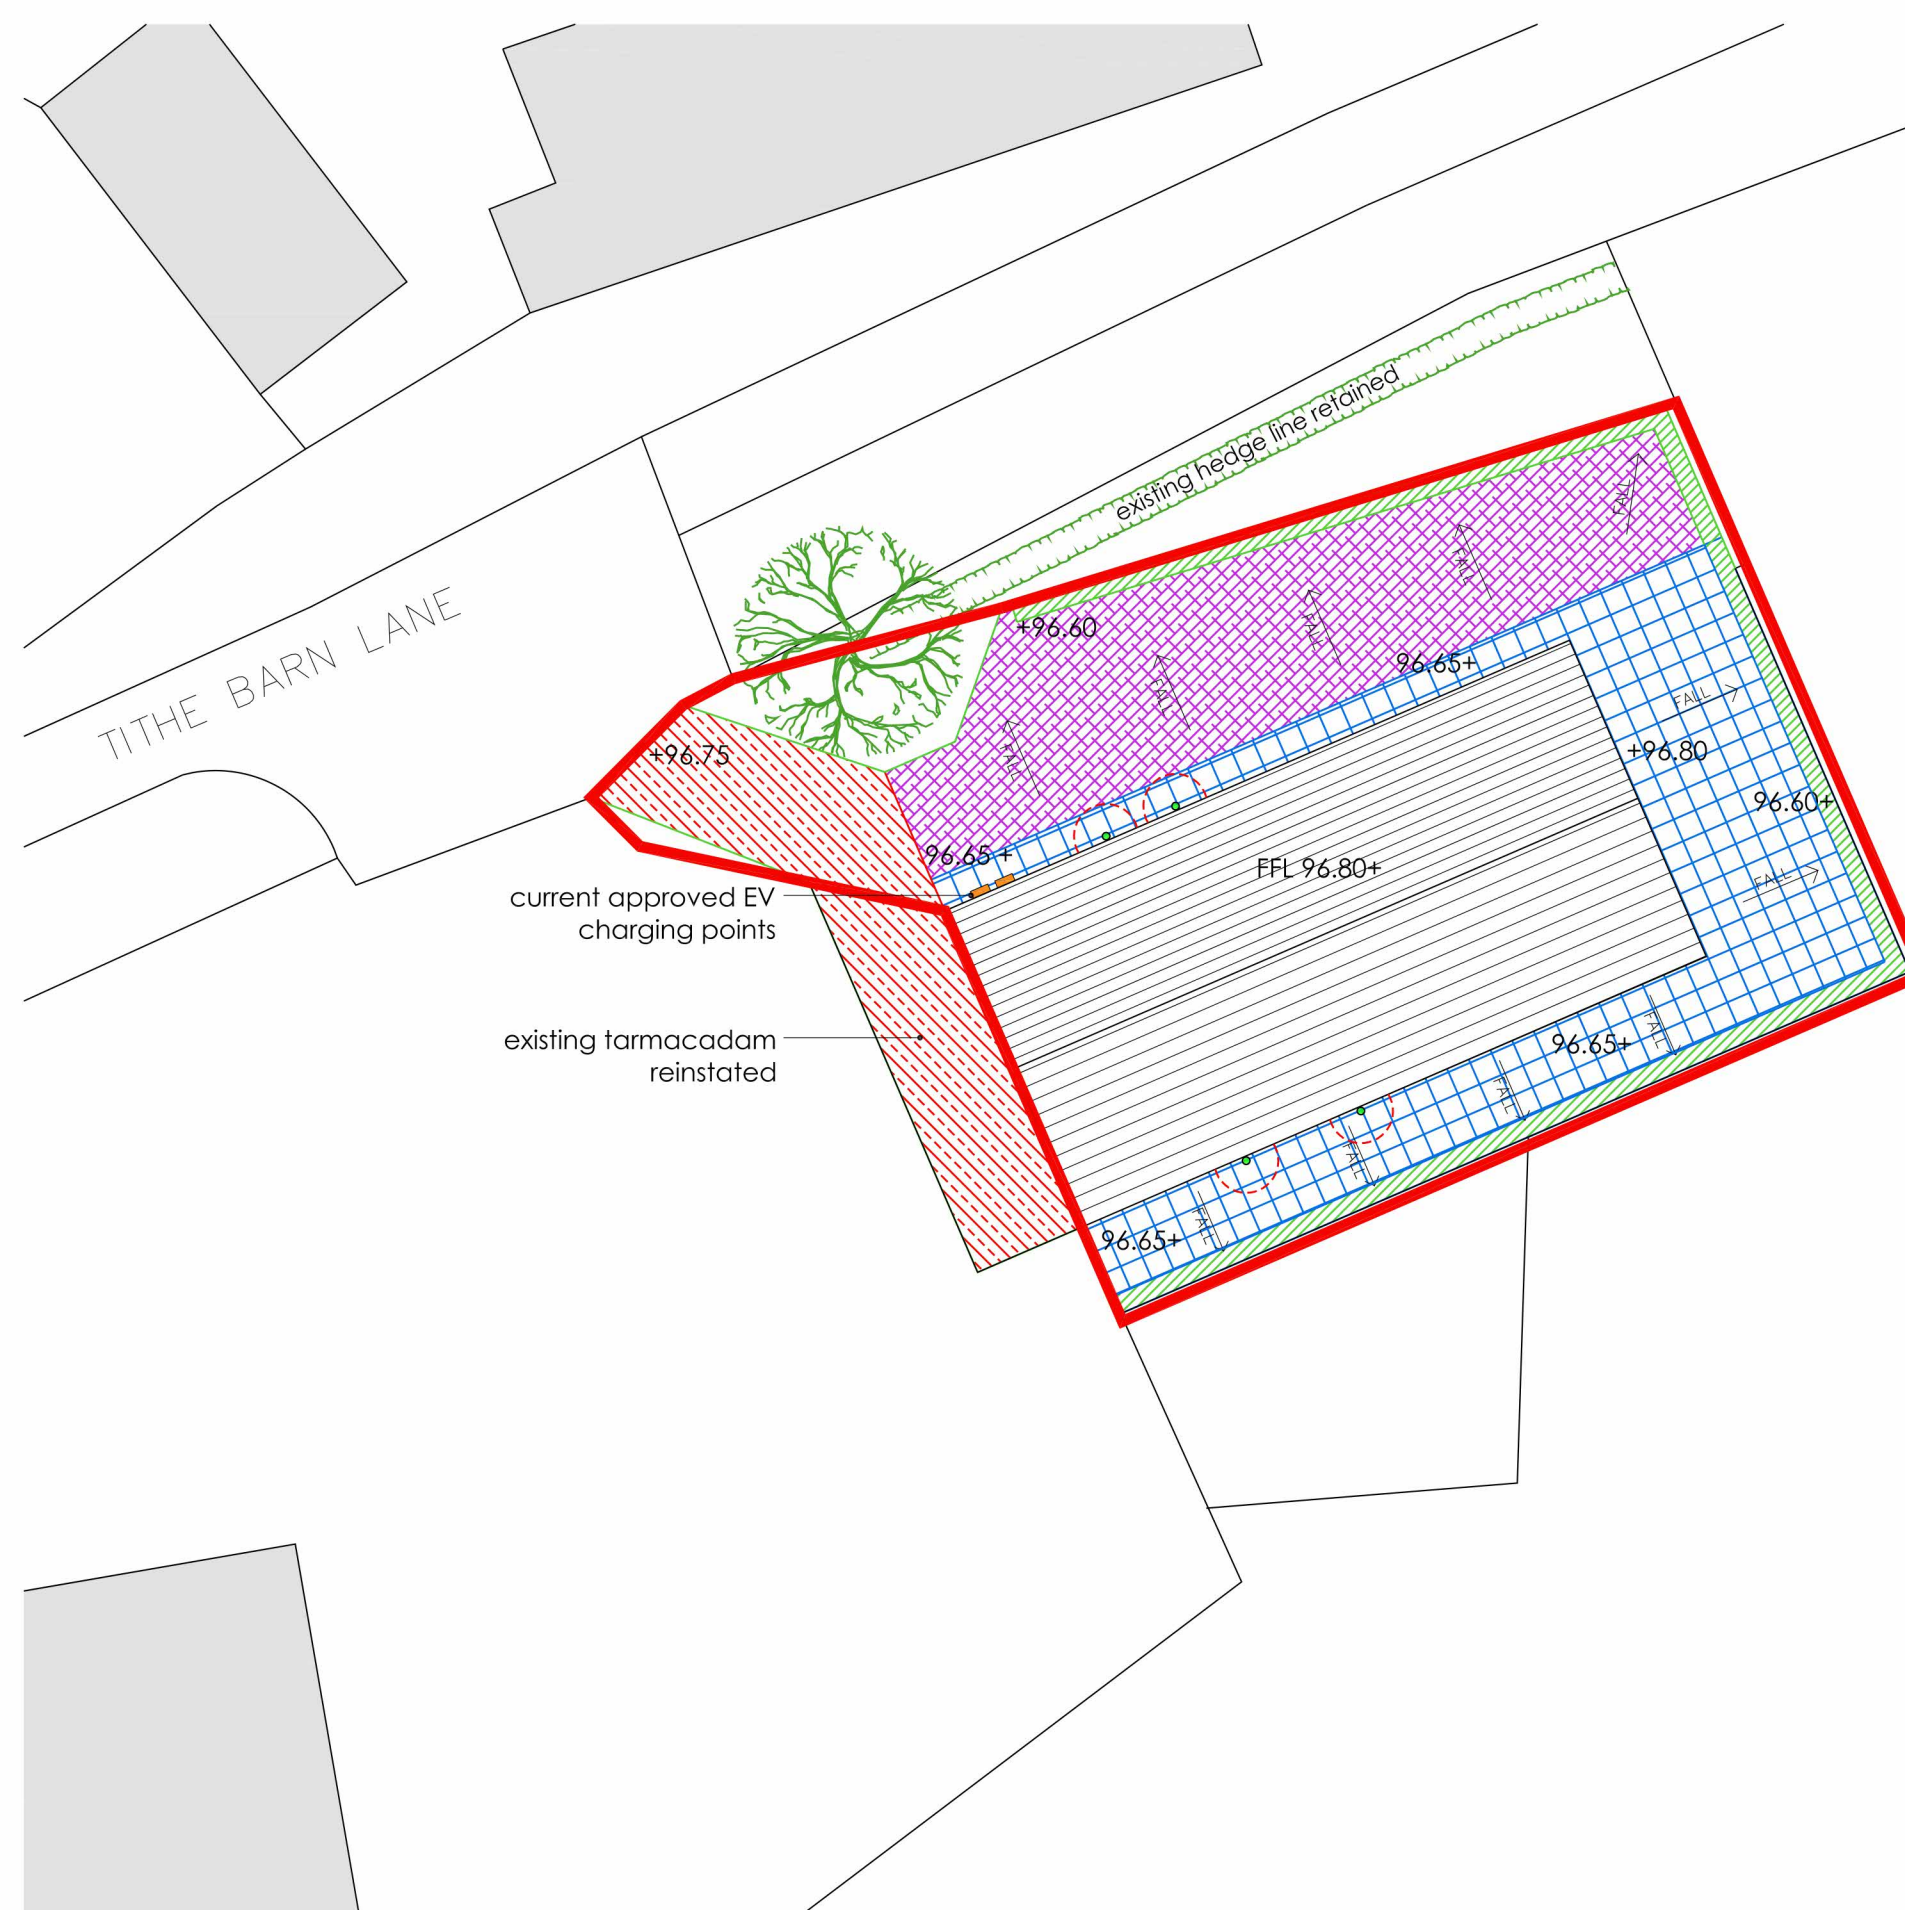 existing hedge line retained
FALL
FALL
FALL
FALL
FALL
TITHE BARN LANE
+96.60
96.65+
+96.75
FALL
+96.80
96.60+
96.65 +
FFL 96.80+
FALL
current approved EV
charging points
existing tarmacadam
reinstated
96.65+
FALL
FALL
FALL
FALL
96.65+